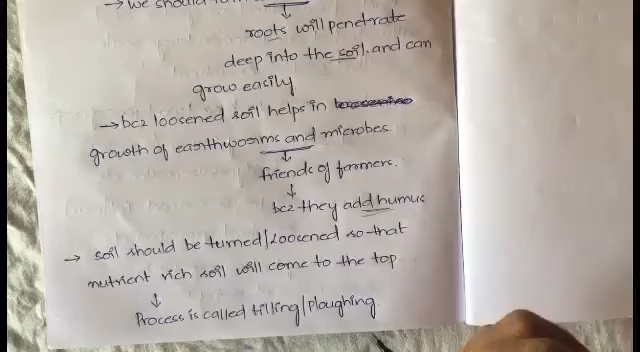 → We should
↓
roots will penetrate
deep into the soil. and can
grow easily
→ bcz loosened soil helps in
growth of earthworms and microbes.
↓
friends of farmers.
↓
bcz they add humus
→ soil should be turned/Loosened so that
nutrient rich soil will come to the top
↓
Process is called tilling/Ploughing.